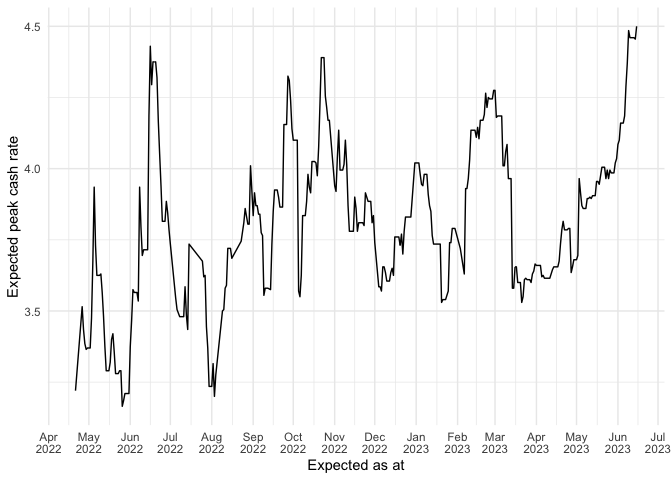 Expected peak cash rate
4.5
4.0
3.5
Apr May Jun Jul Aug Sep Oct Nov Dec Jan Feb Mar Apr May Jun Jul
2022 2022 2022 2022 2022 2022 2022 2022 2022 2023 2023 2023 2023 2023 2023 2023
Expected as at